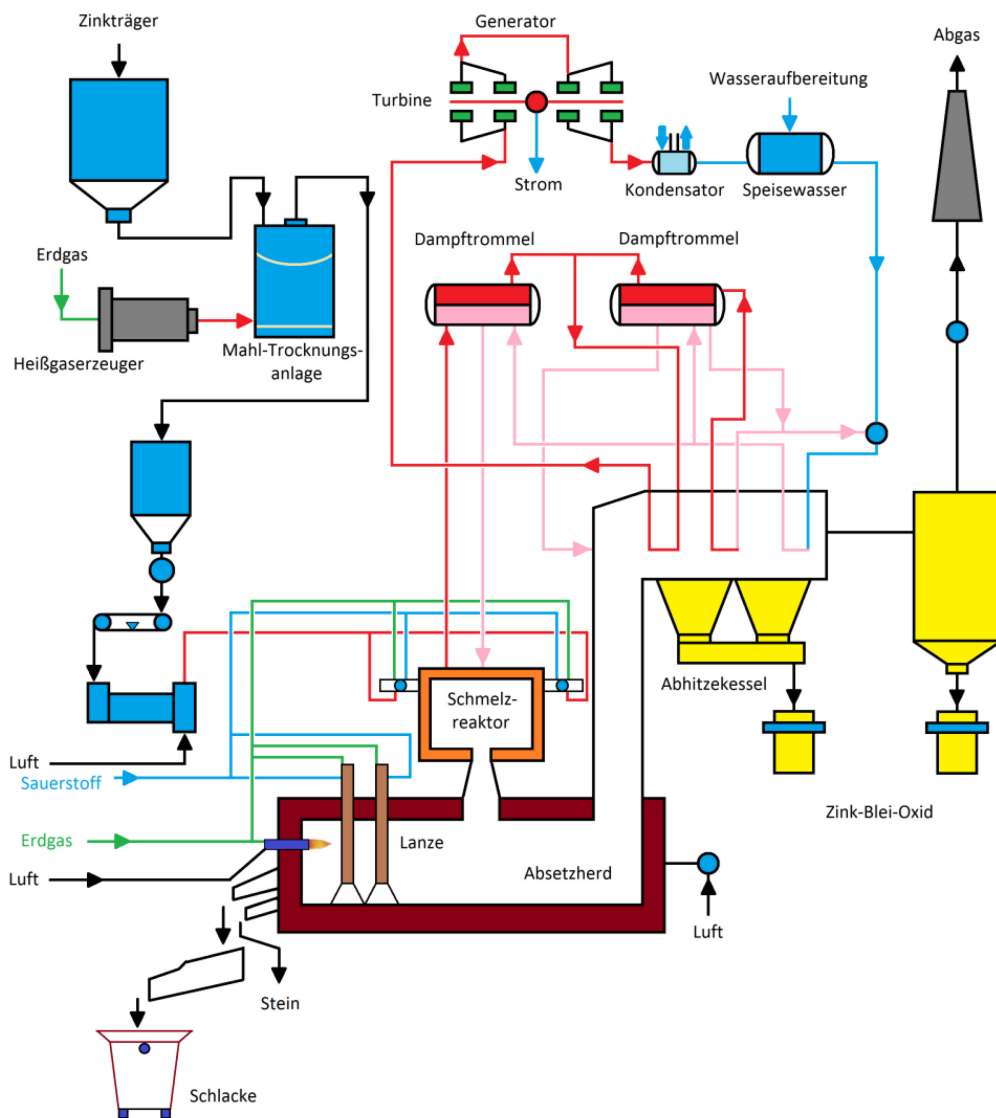 Zinkträger
Generator
Abgas
Wasseraufbereitung
Turbine
Strom
Kondensator
Speisewasser
Erdgas
Dampftrommel
Dampftrommel
Heißgaserzeuger
Mahl-Trocknungs-
anlage
Schmelz-
reaktor
Abhitzekessel
Luft
Sauerstoff
Zink-Blei-Oxid
Erdgas
Lanze
Absetzherd
Luft
Luft
Stein
Schlacke